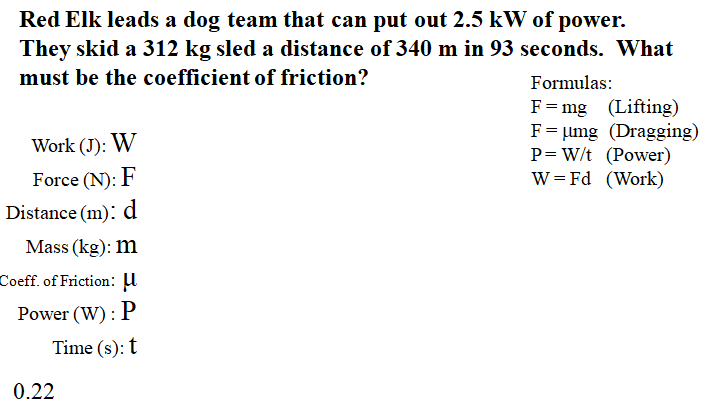 Red Elk leads a dog team that can put out 2.5 kW of power.
They skid a 312 kg sled a distance of 340 m in 93 seconds. What
must be the coefficient of friction?
Formulas:
F = mg (Lifting)
F = μmg (Dragging)
P= W/t (Power)
W = Fd (Work)
Work (J): W
Force (N): F
Distance (m): d
Mass (kg): m
Coeff. of Friction: μ
Power (W) : P
Time (s): t
0.22